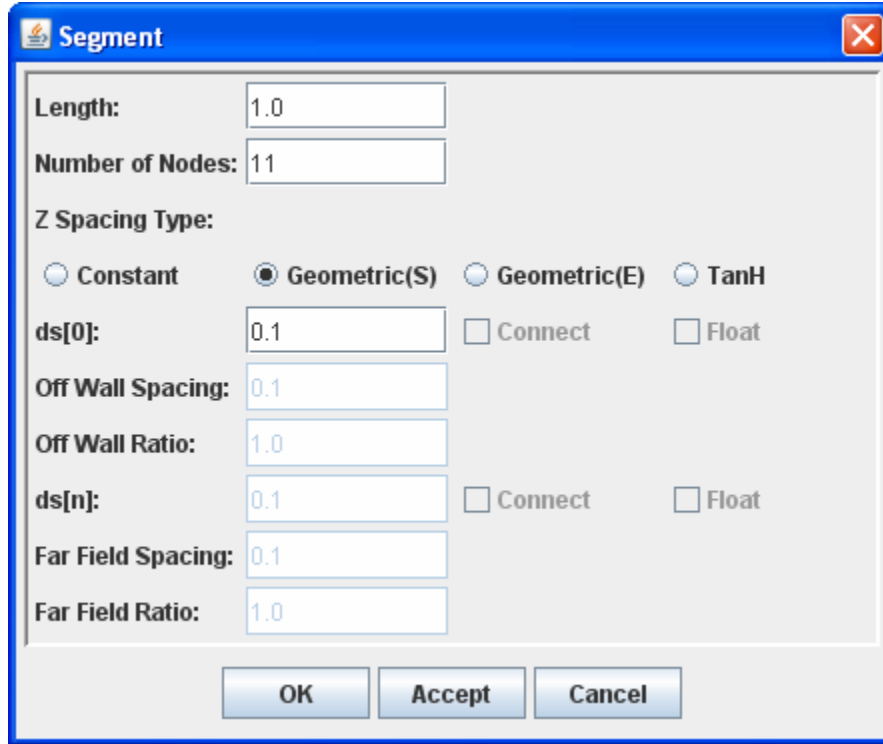 Segment
Length: 1.0
Number of Nodes: 11
Z Spacing Type:
Constant Geometric(S) Geometric(E) TanH
ds[0]: 0.1 Connect Float
Off Wall Spacing: 0.1
Off Wall Ratio: 1.0
ds[n]: 0.1 Connect Float
Far Field Spacing: 0.1
Far Field Ratio: 1.0
OK Accept Cancel